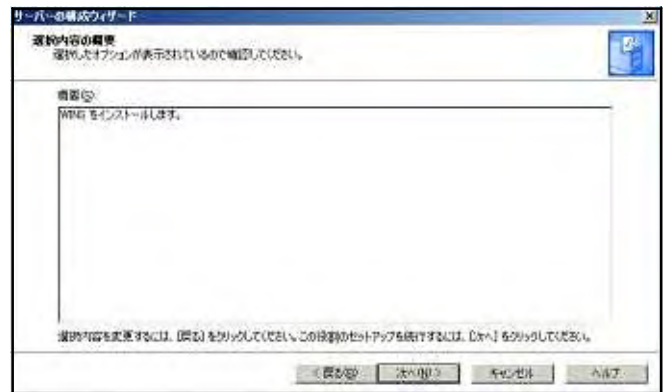 サーバーの構成ウィザード
選択内容の概要
選択したオプションが表示されているので確認してください。
概要(S):
WINS をインストールします。
選択内容を変更するには、[戻る] をクリックしてください。この役割のセットアップを続行するには、[次へ] をクリックしてください。
< 戻る(B)
次へ(N) >
キャンセル
ヘルプ